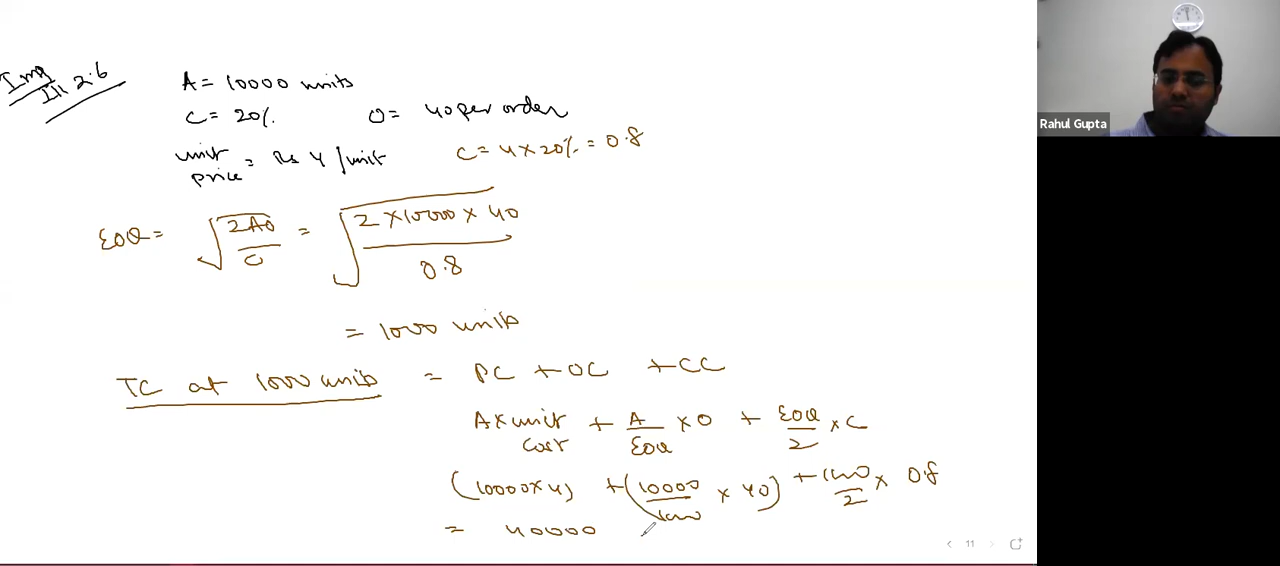 Imp
Ill 2.6
A = 10000 units
C = 20%. O = 40 per order
unit price = Rs 4 /unit C = 4 × 20% = 0.8
EOQ = √(2AO/C) = √(2 × 10000 × 40/0.8)
= 1000 units
TC at 1000 units = PC + OC + CC
A × unit cost + A/EOQ × O + EOQ/2 × C
(10000 × 4) + (10000/1000 × 40) + 1000/2 × 0.8
= 40000
Rahul Gupta
11